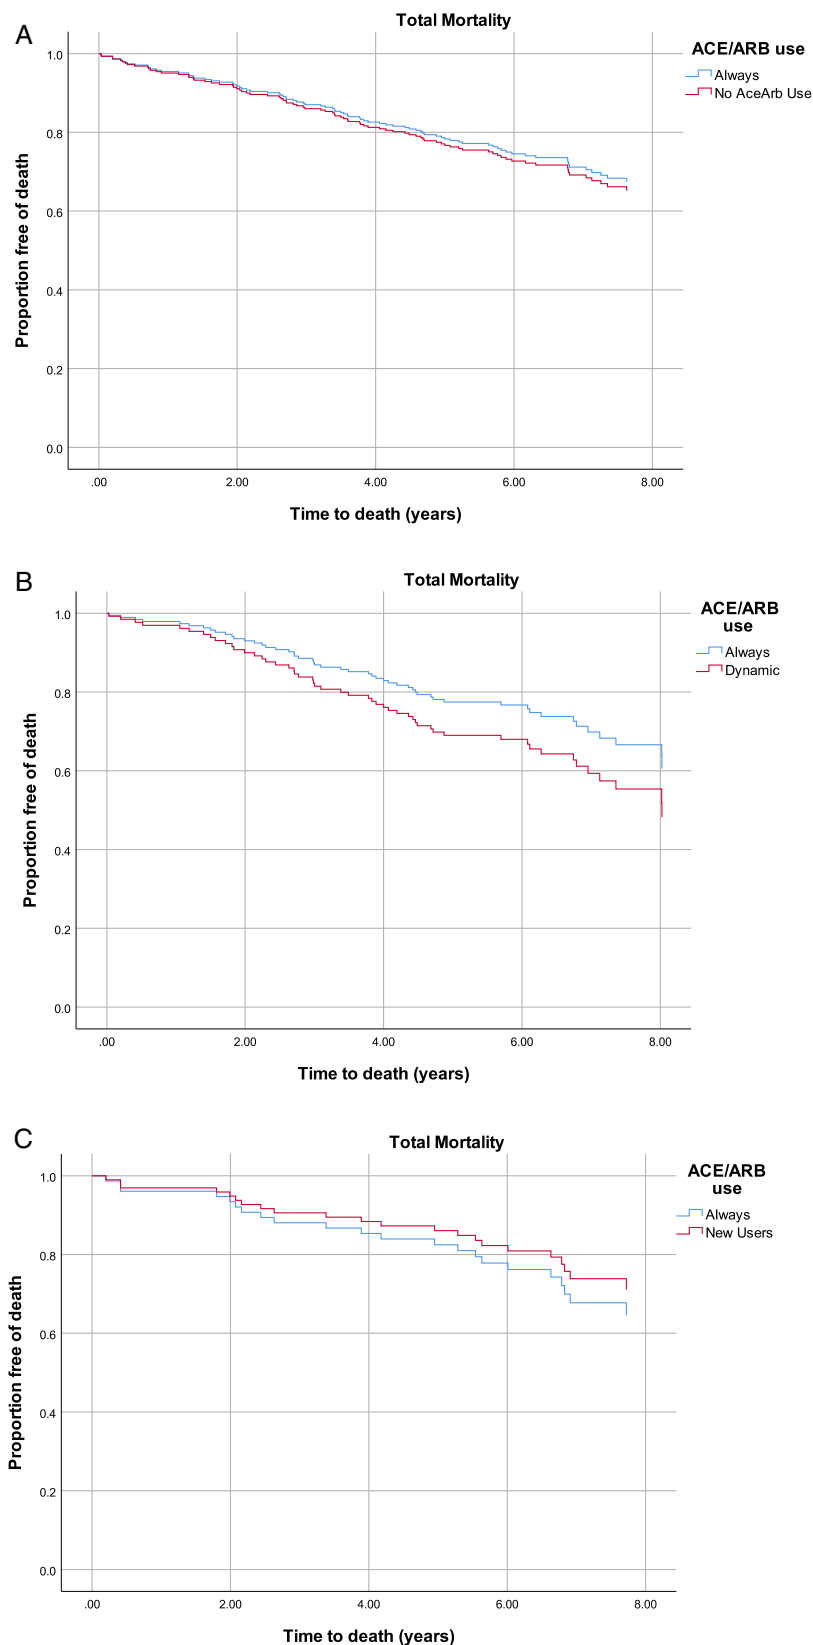 A
Total Mortality
ACE/ARB use
Always
No AceArb Use
1.0
0.8
0.6
0.4
0.2
0.0
Proportion free of death
.00 2.00 4.00 6.00 8.00
Time to death (years)
B
Total Mortality
ACE/ARB
use
Always
Dynamic
1.0
0.8
0.6
0.4
0.2
0.0
Proportion free of death
.00 2.00 4.00 6.00 8.00
Time to death (years)
C
Total Mortality
ACE/ARB
use
Always
New Users
1.0
0.8
0.6
0.4
0.2
0.0
Proportion free of death
.00 2.00 4.00 6.00 8.00
Time to death (years)